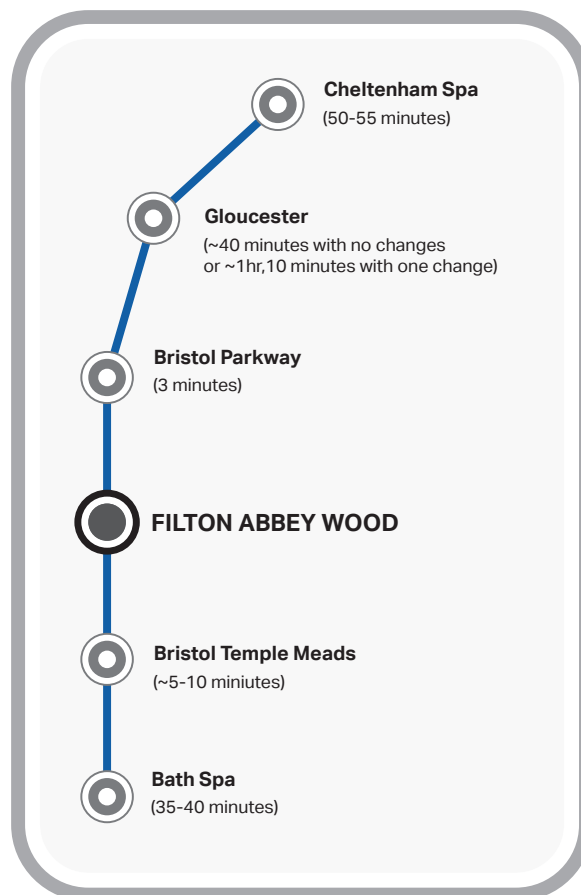 Cheltenham Spa
(50-55 minutes)
Gloucester
(~40 minutes with no changes
or ~1hr,10 minutes with one change)
Bristol Parkway
(3 minutes)
FILTON ABBEY WOOD
Bristol Temple Meads
(~5-10 miniutes)
Bath Spa
(35-40 minutes)